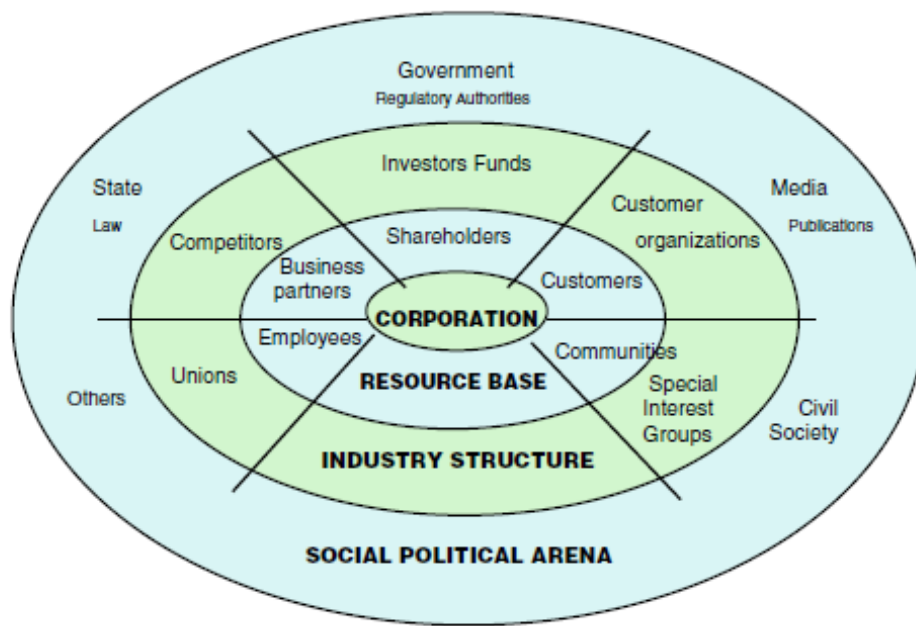 Government
Regulatory Authorities
Investors Funds
State
Media
Customer
Law
Publications
Competitors
Shareholders
organizations
Business
partners
Customers
CORPORATION
Employees
Communities
Unions
RESOURCE BASE
Special
Interest
Groups
Others
Civil
Society
INDUSTRY STRUCTURE
SOCIAL POLITICAL ARENA